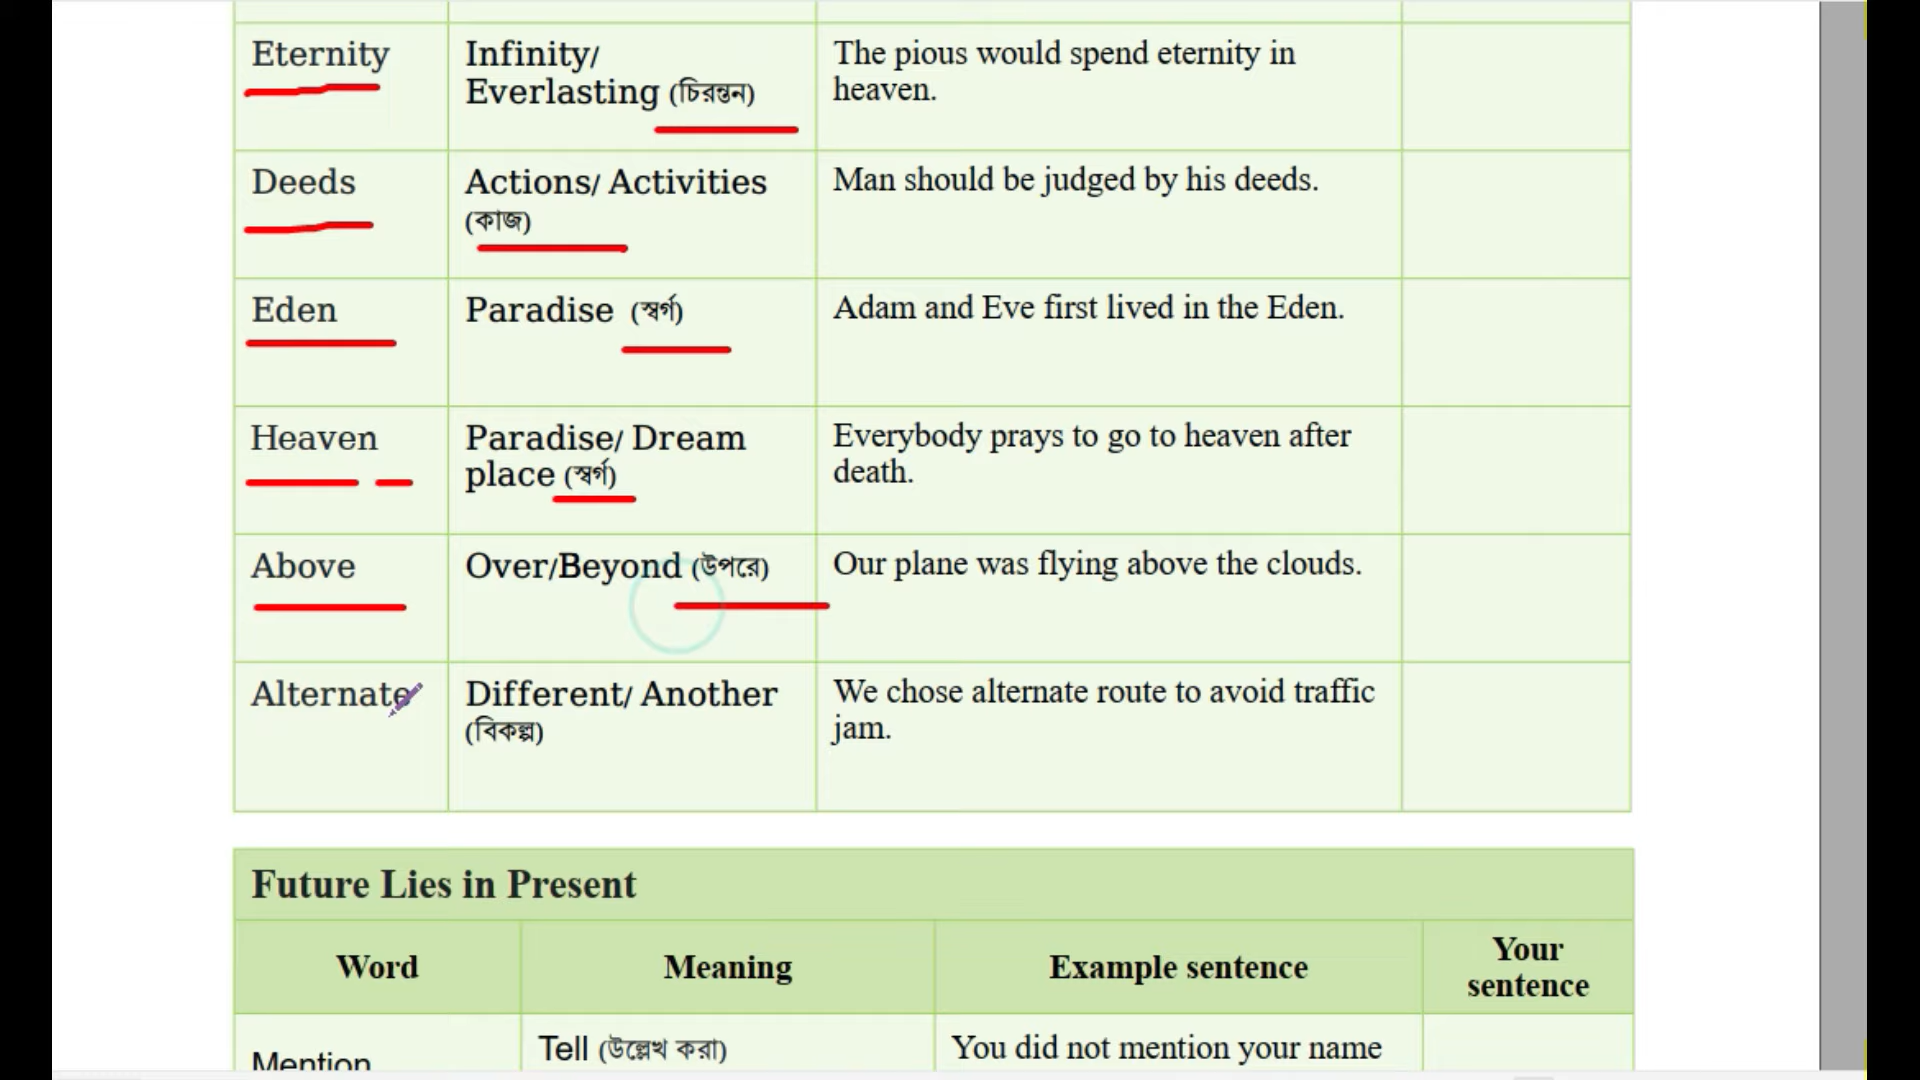 Eternity
Infinity/
Everlasting (চিরন্তন)
The pious would spend eternity in
heaven.
Deeds
Actions/ Activities
(কাজ)
Man should be judged by his deeds.
Eden
Paradise (স্বর্গ)
Adam and Eve first lived in the Eden.
Heaven
Paradise/ Dream
place (স্বর্গ)
Everybody prays to go to heaven after
death.
Above
Over/Beyond (উপরে)
Our plane was flying above the clouds.
Alternate
Different/ Another
(বিকল্প)
We chose alternate route to avoid traffic
jam.
Future Lies in Present
Word
Meaning
Example sentence
Your
sentence
Mention
Tell (উল্লেখ করা)
You did not mention your name